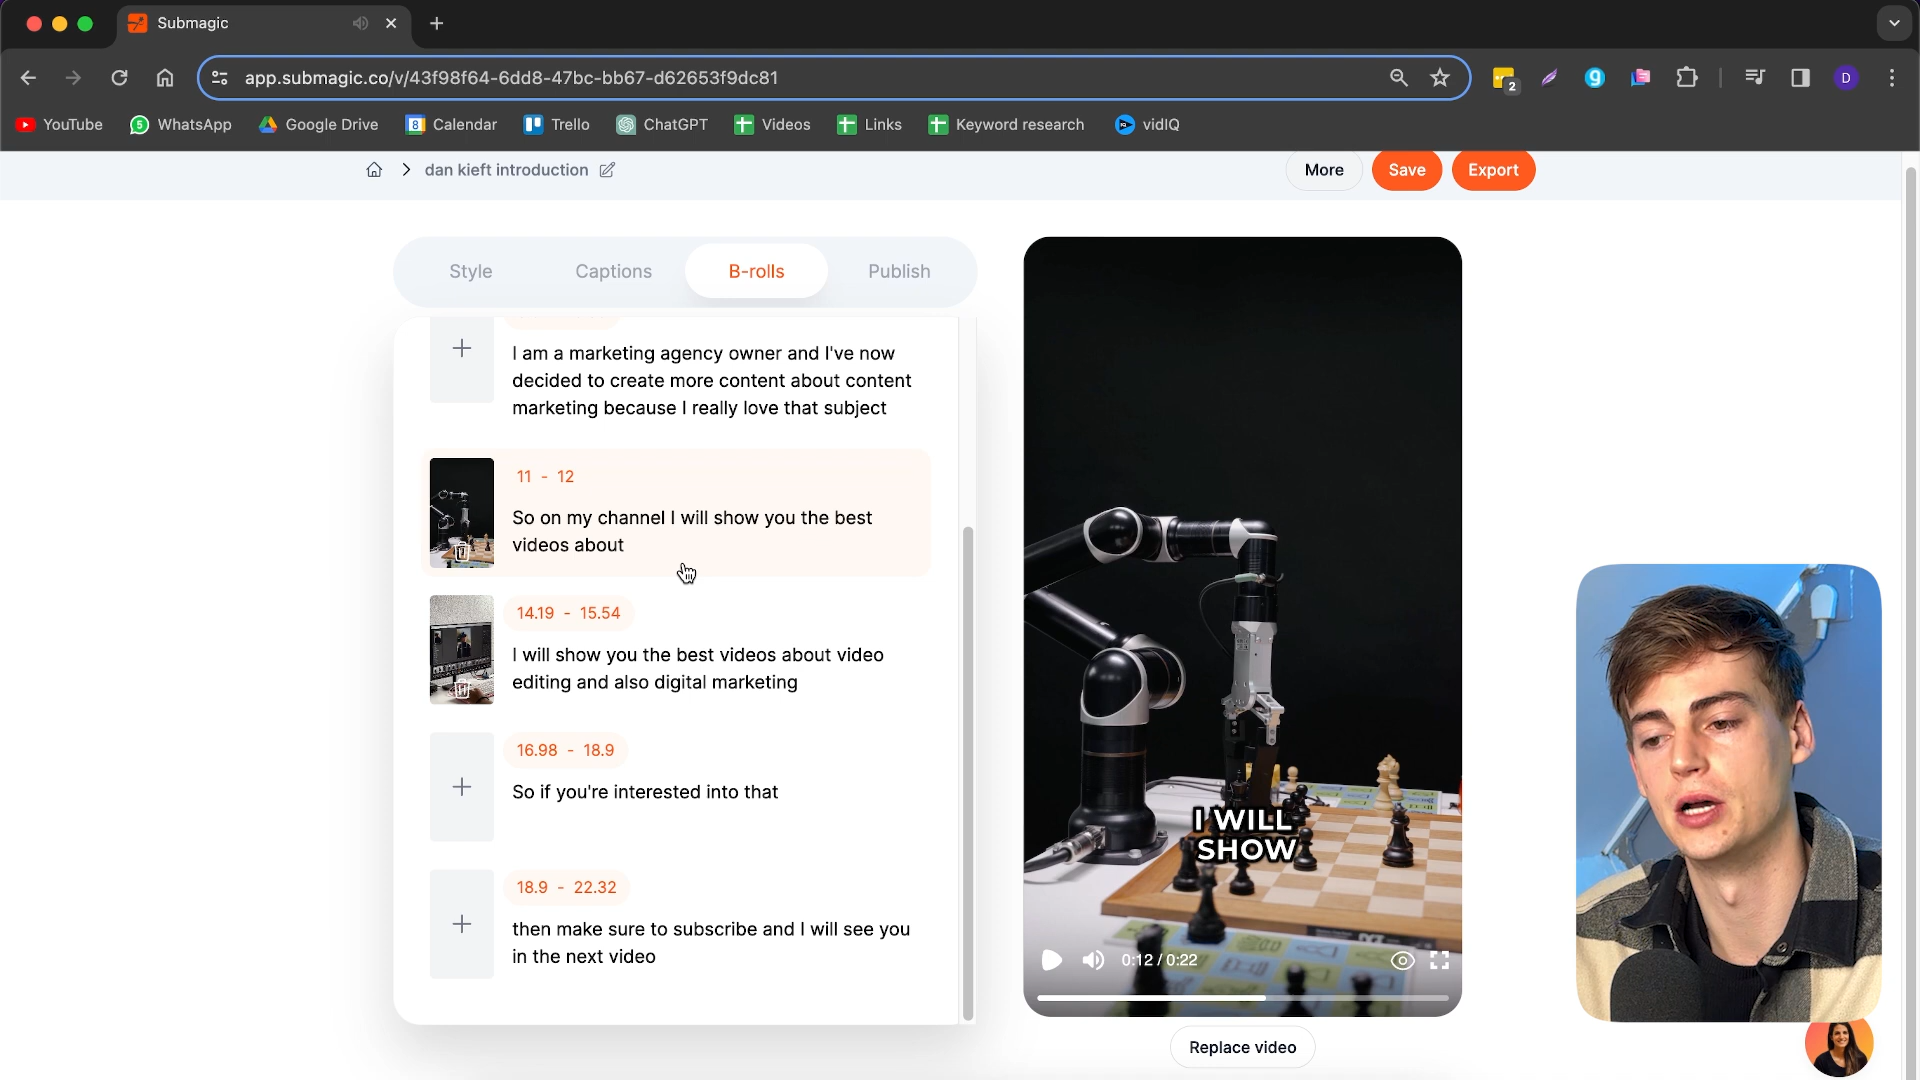 Submagic
app.submagic.co/v/43f98f64-6dd8-47bc-bb67-d62653f9dc81
2
D
YouTube
5
WhatsApp
Google Drive
8
Calendar
Trello
ChatGPT
Videos
Links
Keyword research
vidIQ
dan kieft introduction
More
Save
Export
Style
Captions
B-rolls
Publish
I am a marketing agency owner and I've now
decided to create more content about content
marketing because I really love that subject
11 - 12
So on my channel I will show you the best
videos about
14.19 - 15.54
I will show you the best videos about video
editing and also digital marketing
16.98 - 18.9
So if you're interested into that
18.9 - 22.32
then make sure to subscribe and I will see you
in the next video
I WILL
SHOW
0:12 / 0:22
Replace video